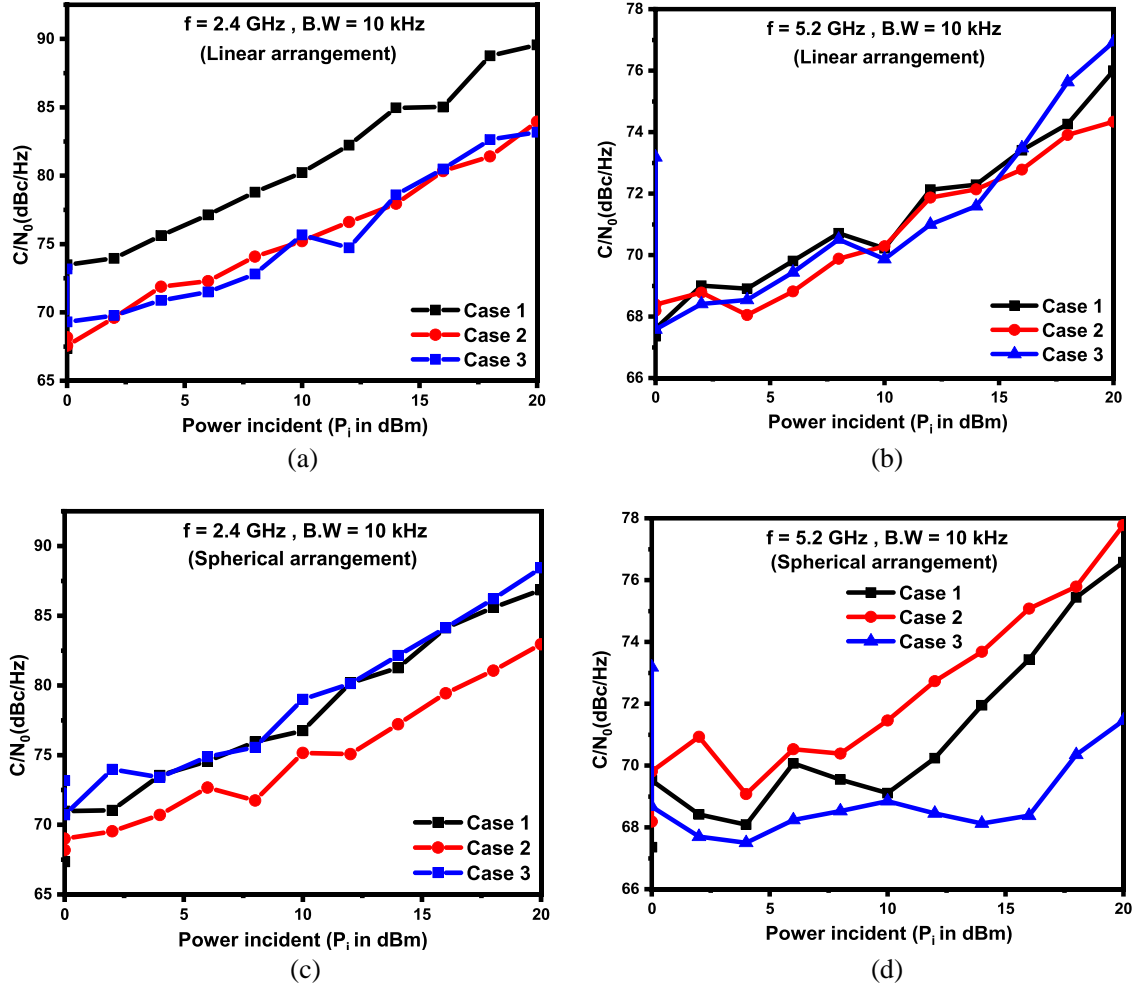 f = 2.4 GHz , B.W = 10 kHz
(Linear arrangement)
90
85
80
75
70
65
C/N0(dBc/Hz)
Case 1
Case 2
Case 3
0 5 10 15 20
Power incident (Pi in dBm)
(a)
f = 5.2 GHz , B.W = 10 kHz
(Linear arrangement)
78
76
74
72
70
68
66
C/N0(dBc/Hz)
Case 1
Case 2
Case 3
0 5 10 15 20
Power incident (Pi in dBm)
(b)
f = 2.4 GHz , B.W = 10 kHz
(Spherical arrangement)
90
85
80
75
70
65
C/N0(dBc/Hz)
Case 1
Case 2
Case 3
0 5 10 15 20
Power incident (Pi in dBm)
(c)
f = 5.2 GHz , B.W = 10 kHz
(Spherical arrangement)
Case 1
Case 2
Case 3
78
76
74
72
70
68
66
C/N0(dBc/Hz)
0 5 10 15 20
Power incident (Pi in dBm)
(d)